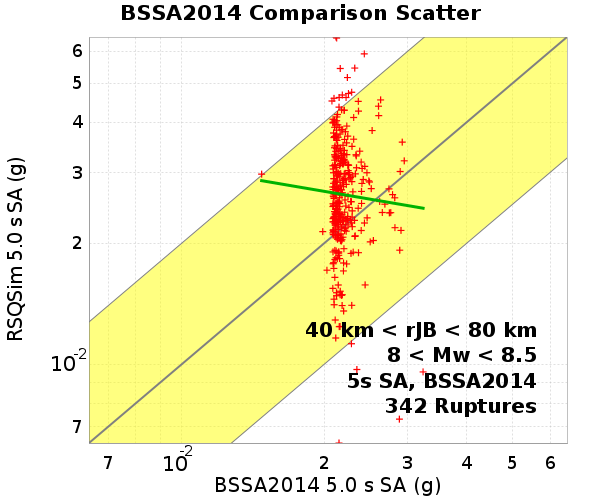 BSSA2014 Comparison Scatter
RSQSim 5.0 s SA (g)
6
5
4
3
2
10-2
7
40 km < rJB < 80 km
8 < Mw < 8.5
5s SA, BSSA2014
342 Ruptures
7 10-2 2 3 4 5 6
BSSA2014 5.0 s SA (g)